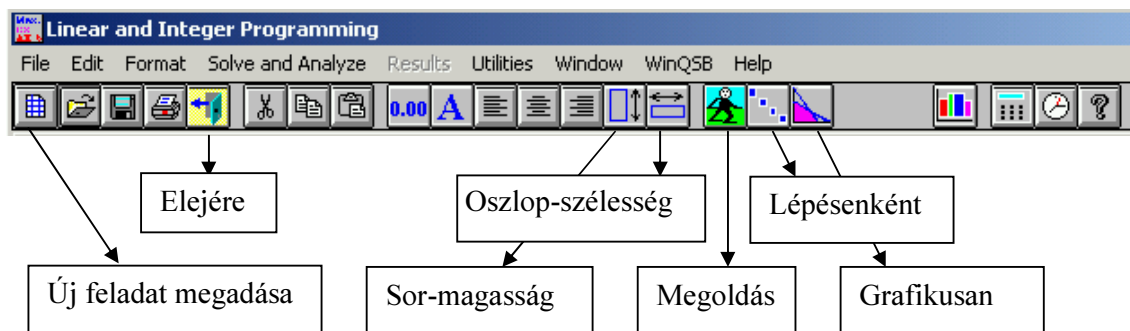 Linear and Integer Programming
File Edit Format Solve and Analyze Results Utilities Window WinQSB Help
0.00 A
Elejére
Oszlop-szélesség
Lépésenként
Új feladat megadása
Sor-magasság
Megoldás
Grafikusan